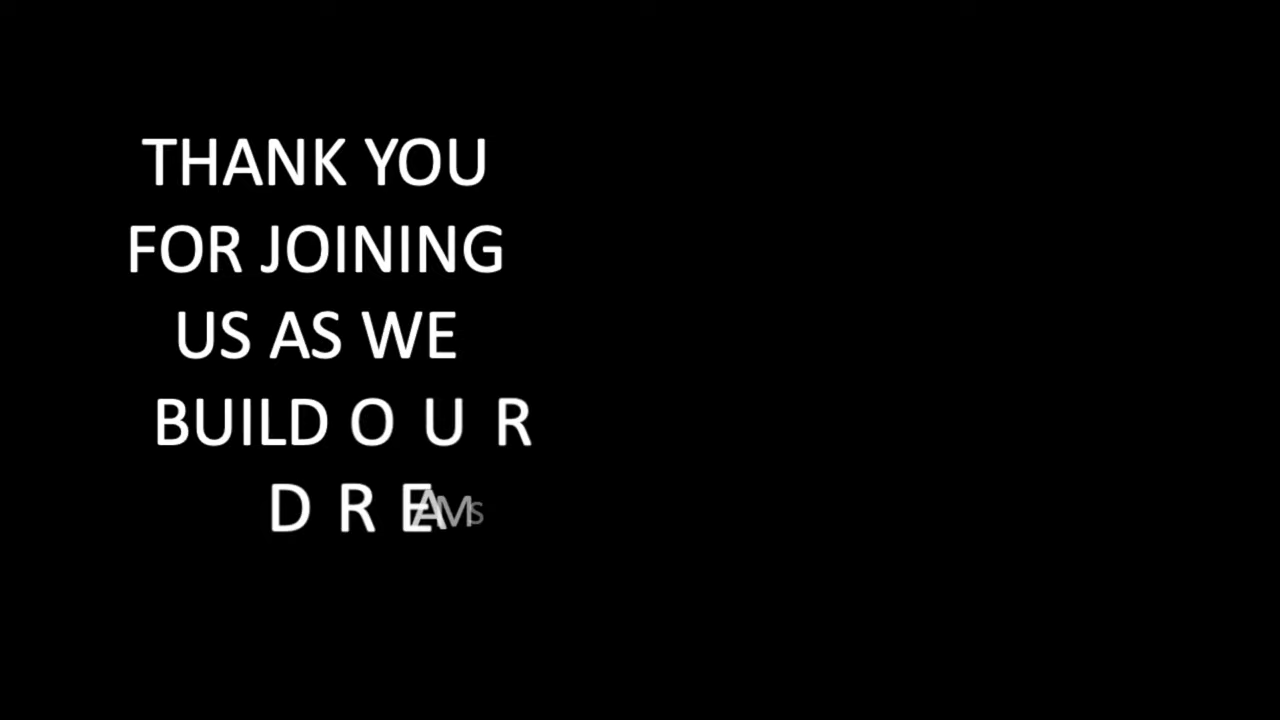 THANK YOU
FOR JOINING
US AS WE
BUILD O U R
D R E A M S